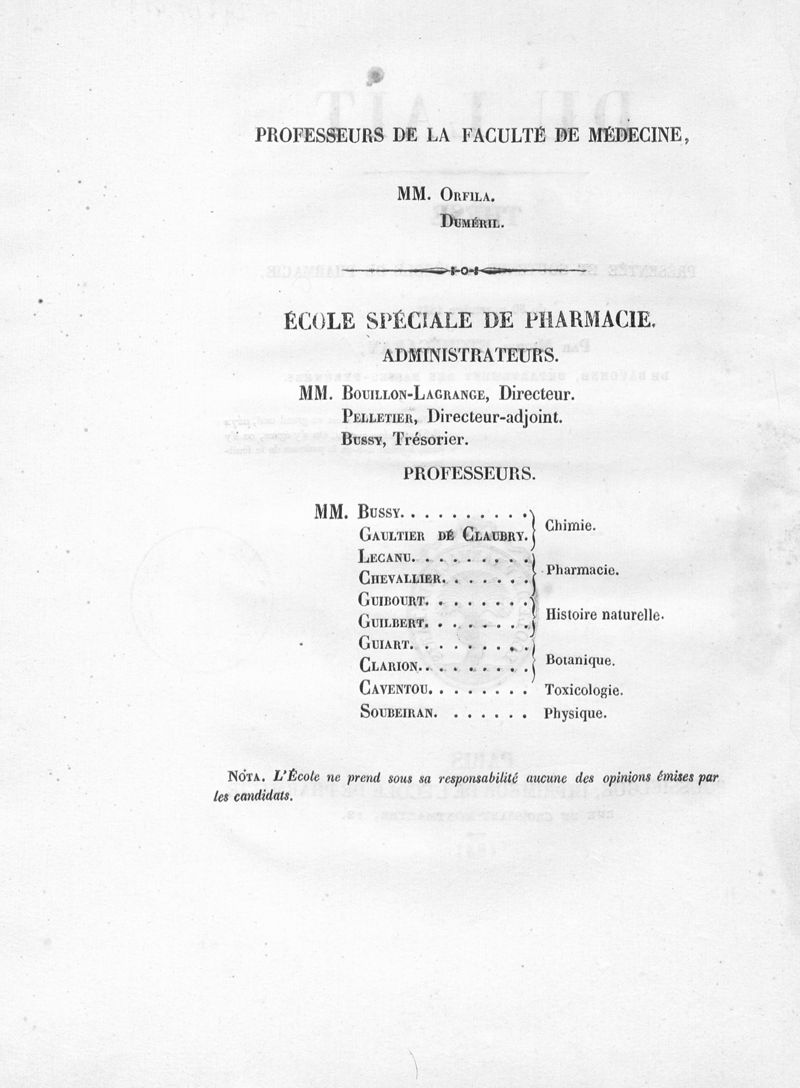 PROFESSEURS DE LA FACULTÉ DE MÉDECINE,
MM. ORFILA.
DUMÉRIL.
ÉCOLE SPÉCIALE DE PHARMACIE.
ADMINISTRATEURS.
MM. BOUILLON-LAGRANGE, Directeur.
PELLETIER, Directeur-adjoint.
BUSSY, Trésorier.
PROFESSEURS.
MM. BUSSY. . . . . . . . . .
GAULTIER DE CLAUBRY. } Chimie.
LECANU. . . . . . . . .
CHEVALLIER. . . . . . . } Pharmacie.
GUIBOURT. . . . . . . .
GUILBERT. . . . . . . . } Histoire naturelle.
GUIART. . . . . . . . .
CLARION. . . . . . . . . } Botanique.
CAVENTOU. . . . . . . . Toxicologie.
SOUBEIRAN. . . . . . . Physique.
NOTA. L'École ne prend sous sa responsabilité aucune des opinions émises par
les candidats.